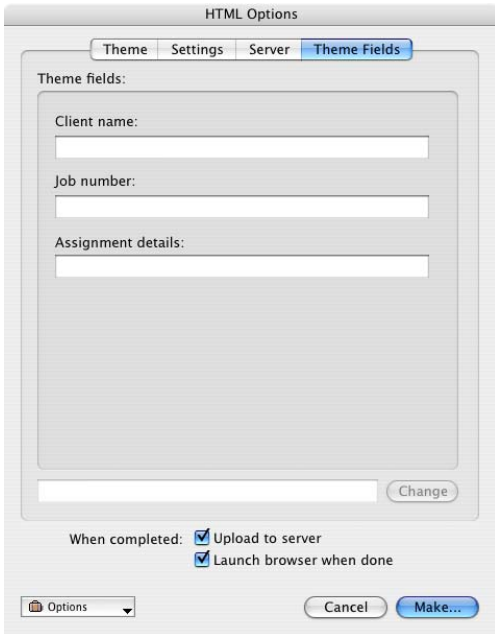 HTML Options
Theme Settings Server Theme Fields
Theme fields:
Client name:
Job number:
Assignment details:
Change
When completed: Upload to server
Launch browser when done
Options Cancel Make...